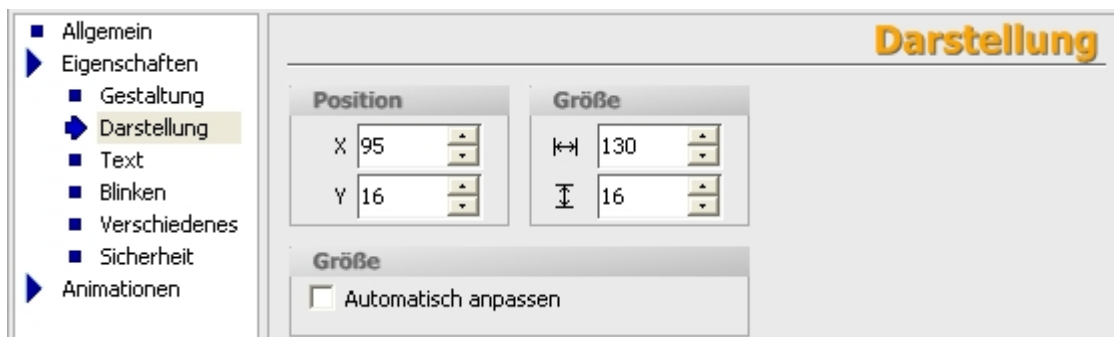 Allgemein
Eigenschaften
Gestaltung
Darstellung
Text
Blinken
Verschiedenes
Sicherheit
Animationen
Darstellung
Position
X 95
Y 16
Größe
130
16
Größe
Automatisch anpassen